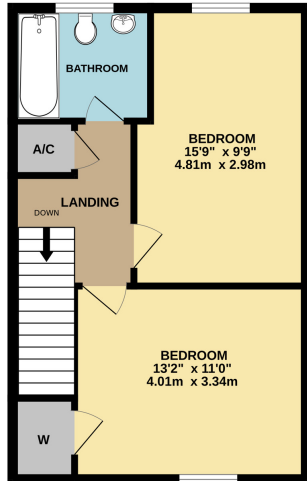 BATHROOM
A/C
BEDROOM
15'9" x 9'9"
4.81m x 2.98m
LANDING
DOWN
BEDROOM
13'2" x 11'0"
4.01m x 3.34m
W